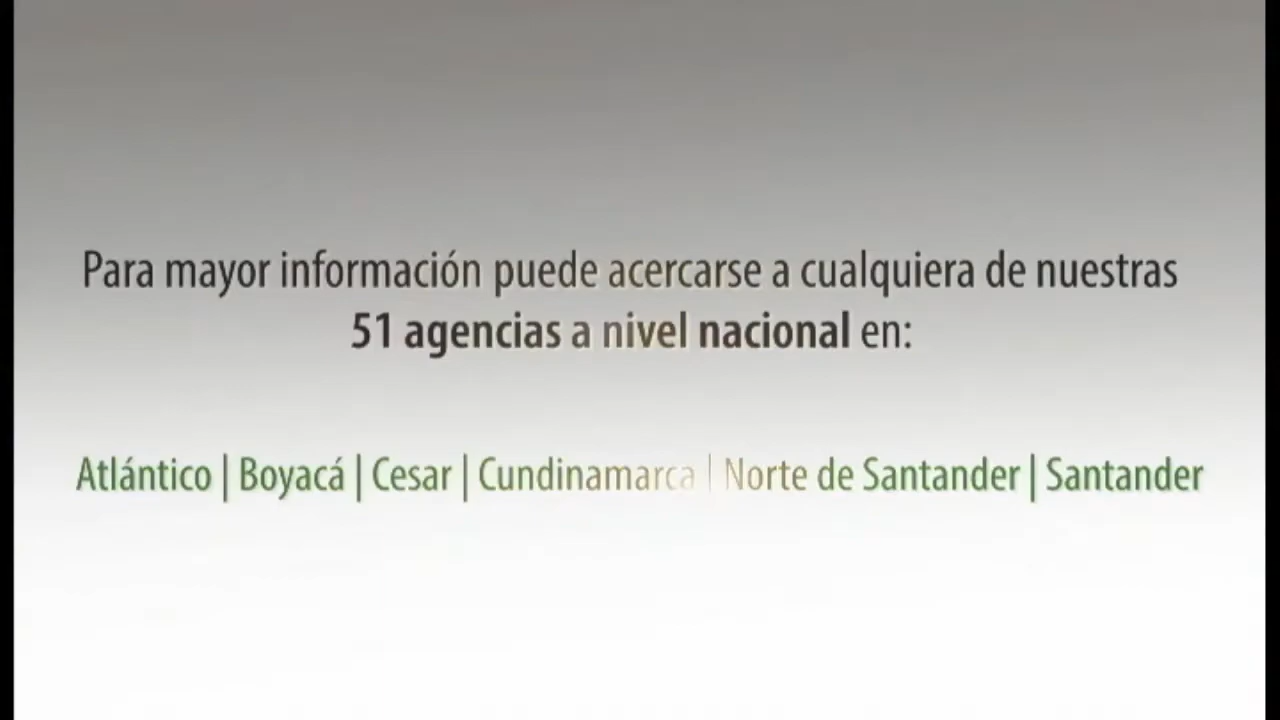 Para mayor información puede acercarse a cualquiera de nuestras
51 agencias a nivel nacional en:
Atlántico | Boyacá | Cesar | Cundinamarca | Norte de Santander | Santander